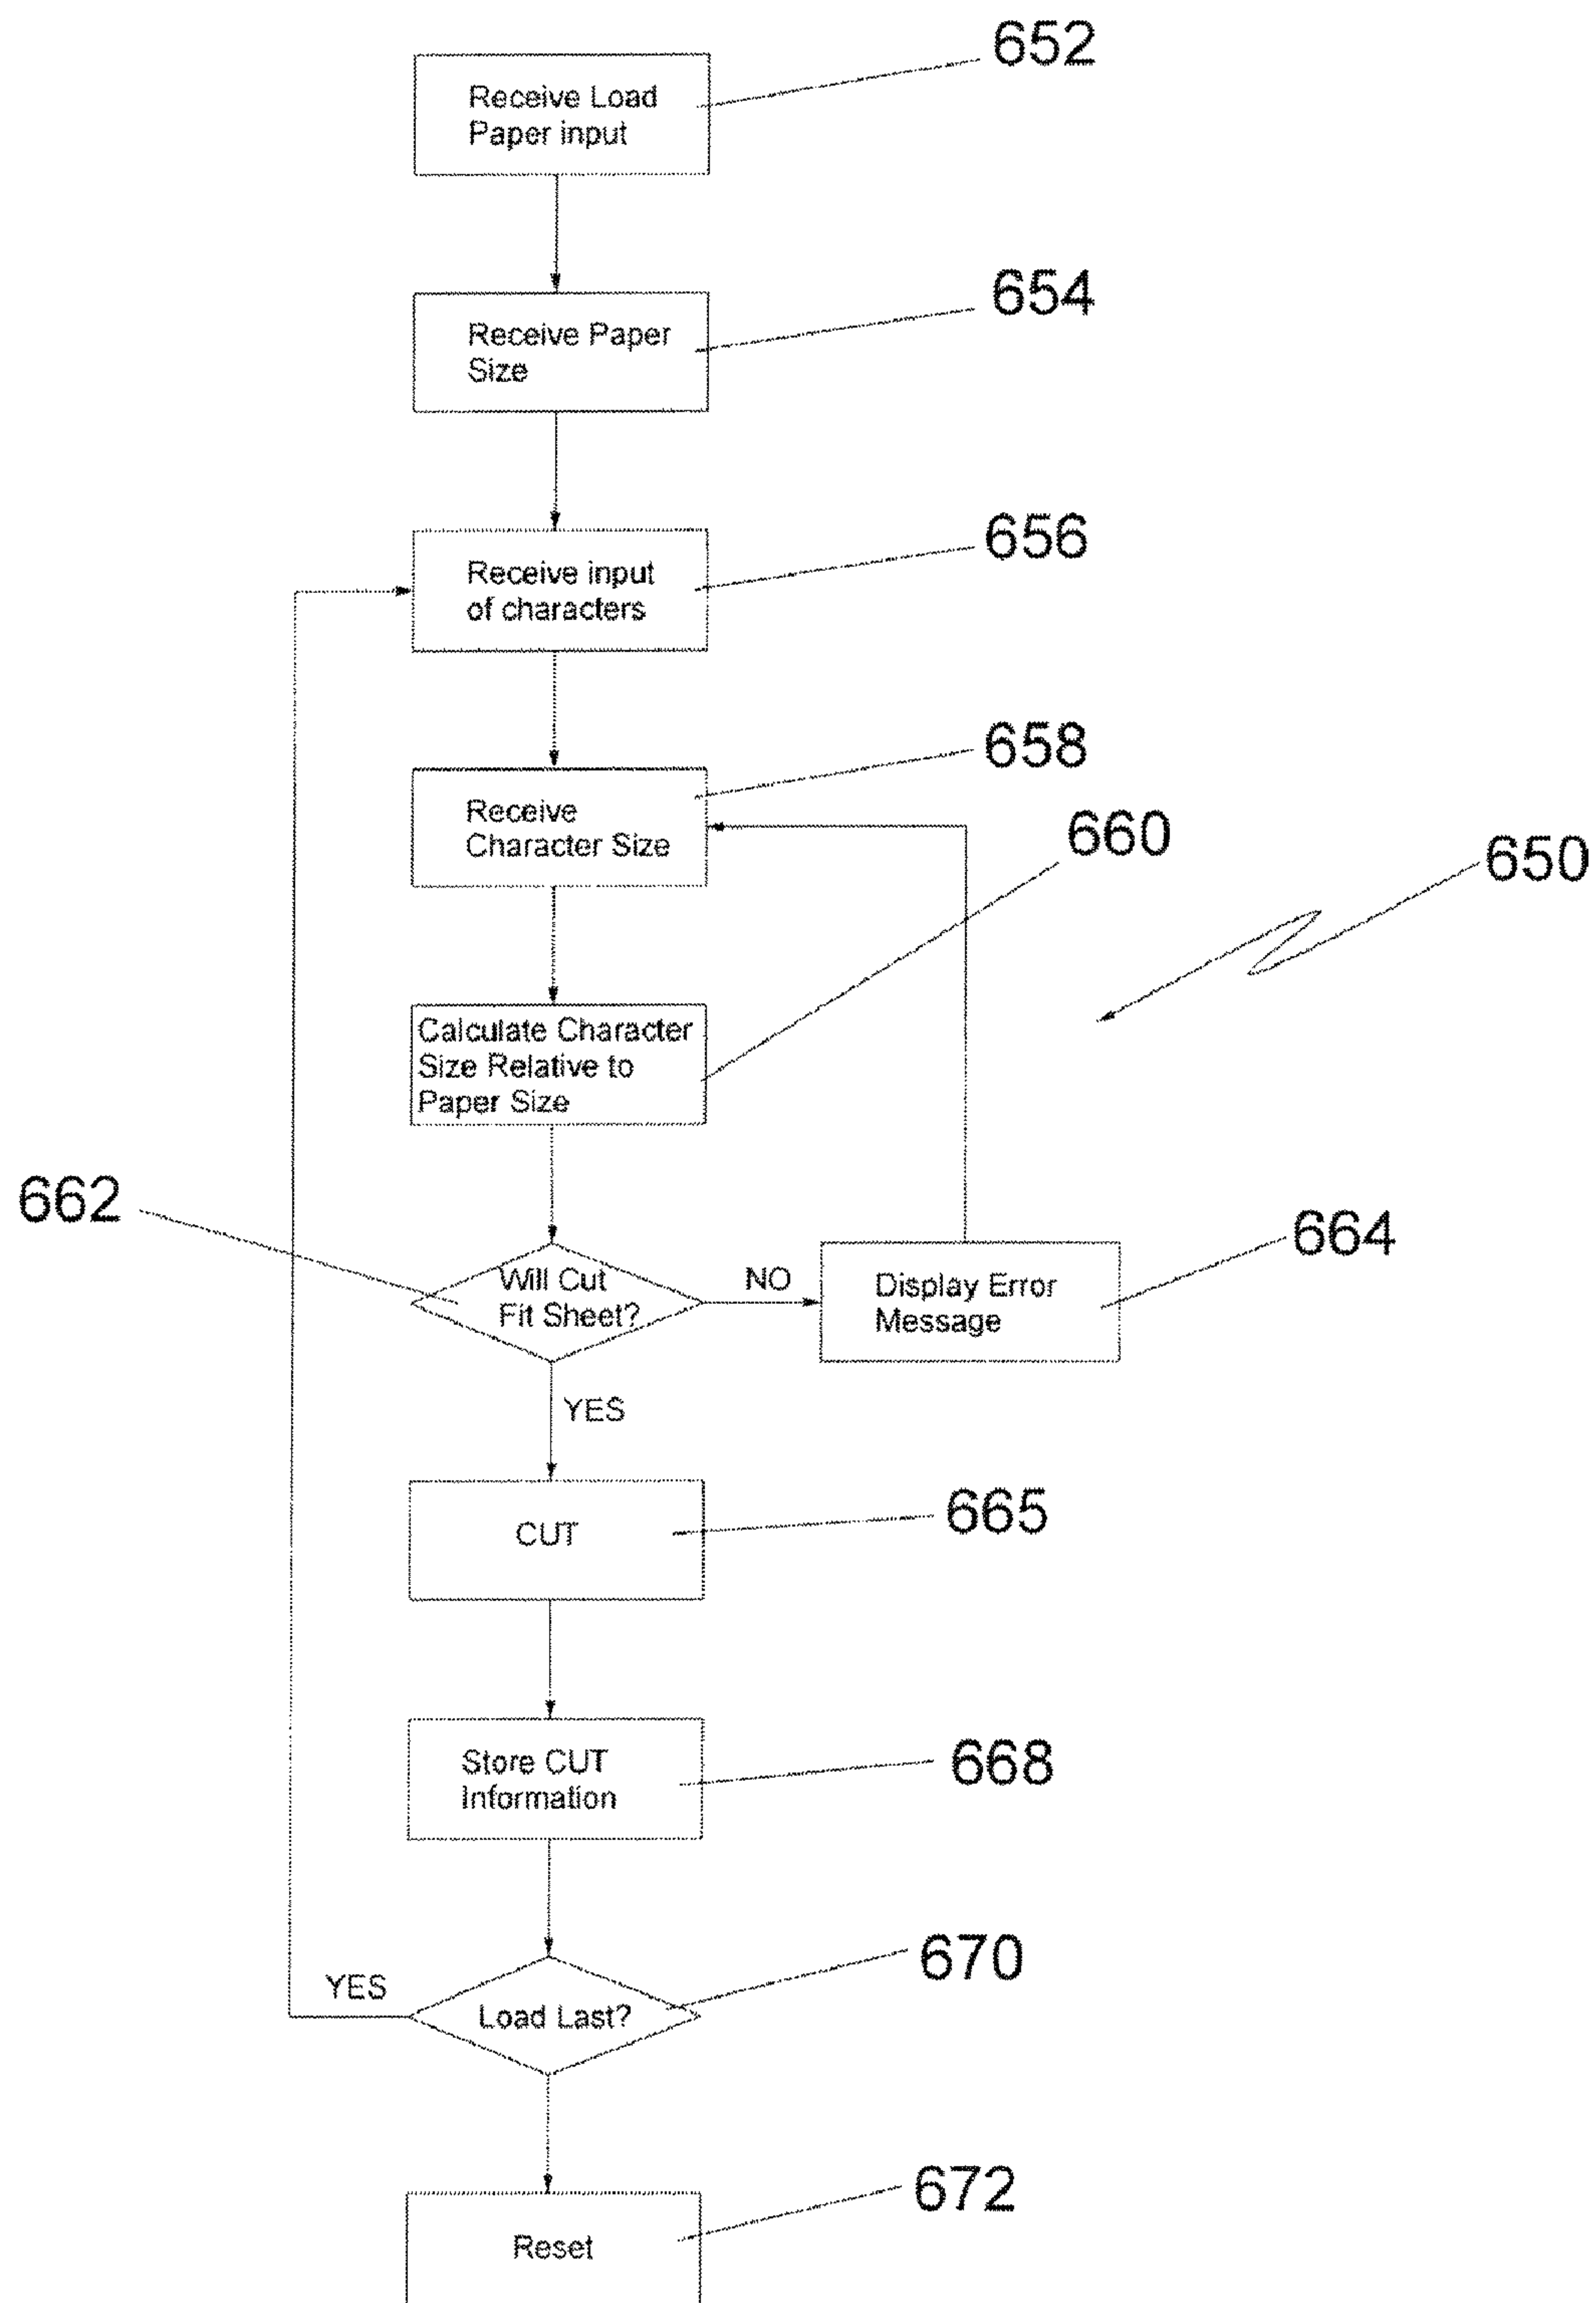 652
Receive Load
Paper input
654
Receive Paper
Size
656
Receive input
of characters
658
Receive
Character Size
660
650
Calculate Character
Size Relative to
Paper Size
662
Will Cut
Fit Sheet?
NO
664
Display Error
Message
YES
665
CUT
668
Store CUT
Information
670
YES
Load Last?
672
Reset